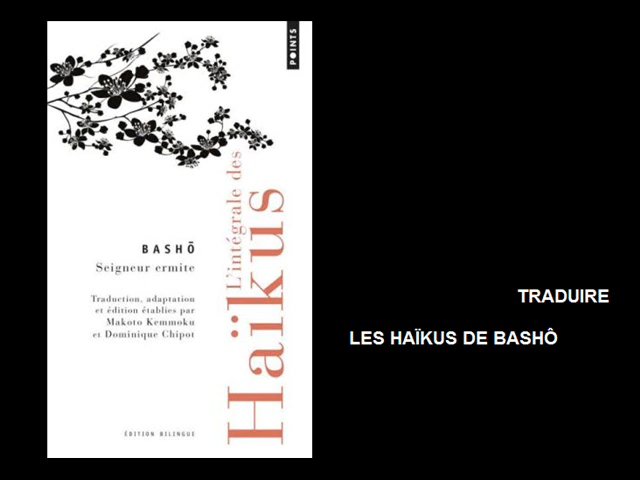 POINTS
L'intégrale des
Haïkus
BASHÕ
Seigneur ermite
Traduction, adaptation
et édition établies par
Makoto Kemmoku
et Dominique Chipot
ÉDITION BILINGUE
TRADUIRE
LES HAÏKUS DE BASHÔ